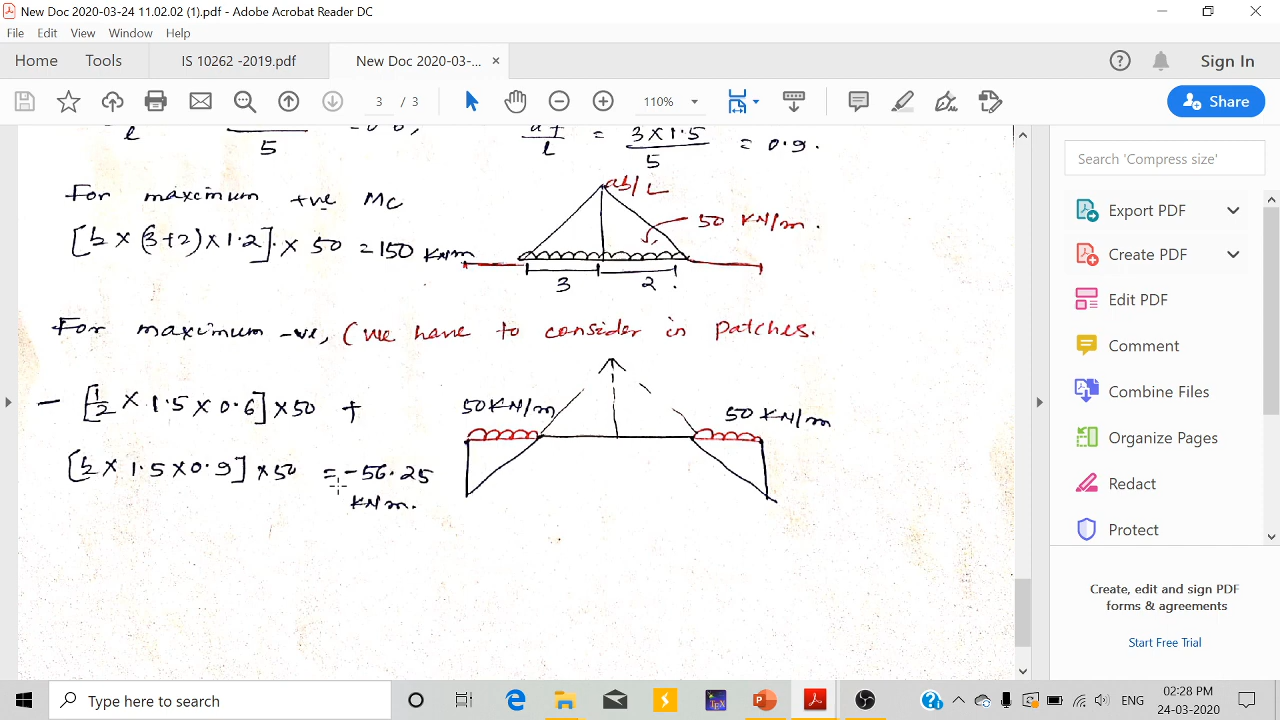 New Doc 2020-03-24 11.02.02 (1).pdf - Adobe Acrobat Reader DC
File Edit View Window Help
Home Tools IS 10262 -2019.pdf New Doc 2020-03-... ×
3 / 3 110% Sign In Share
l 5 af/l = 3 X 1.5 / 5 = 0.9.
For maximum +ve Mc ab/L
[½ × (3+2) × 1.2] × 50 = 150 KNm 50 KN/m.
3 2
For maximum -ve, (we have to consider in patches.
- [½ × 1.5 × 0.6] × 50 + 50KN/m 50 KN/m
[½ × 1.5 × 0.9] × 50 = -56.25
KNm.
Search 'Compress size'
Export PDF
Create PDF
Edit PDF
Comment
Combine Files
Organize Pages
Redact
Protect
Create, edit and sign PDF
forms & agreements
Start Free Trial
Type here to search
ENG
02:28 PM
24-03-2020